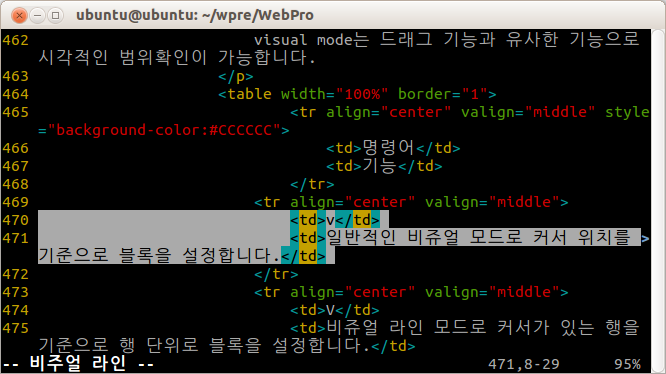 ubuntu@ubuntu: ~/wpre/WebPro
462 visual mode는 드래그 기능과 유사한 기능으로
시각적인 범위확인이 가능합니다.
463 </p>
464 <table width="100%" border="1">
465 <tr align="center" valign="middle" style
="background-color:#CCCCCC">
466 <td>명령어</td>
467 <td>기능</td>
468 </tr>
469 <tr align="center" valign="middle">
470 <td>v</td>
471 <td>일반적인 비쥬얼 모드로 커서 위치를 >
기준으로 블록을 설정합니다.</td>
472 </tr>
473 <tr align="center" valign="middle">
474 <td>V</td>
475 <td>비쥬얼 라인 모드로 커서가 있는 행을
기준으로 행 단위로 블록을 설정합니다.</td>
-- 비주얼 라인 -- 471,8-29 95%